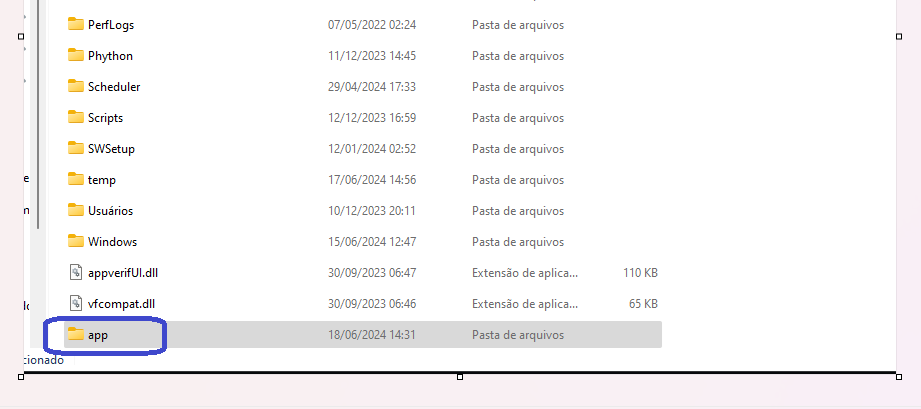 PerfLogs 07/05/2022 02:24 Pasta de arquivos
Phython 11/12/2023 14:45 Pasta de arquivos
Scheduler 29/04/2024 17:33 Pasta de arquivos
Scripts 12/12/2023 16:59 Pasta de arquivos
SWSetup 12/01/2024 02:52 Pasta de arquivos
temp 17/06/2024 14:56 Pasta de arquivos
Usuários 10/12/2023 20:11 Pasta de arquivos
Windows 15/06/2024 12:47 Pasta de arquivos
appverifUI.dll 30/09/2023 06:47 Extensão de aplica... 110 KB
vfcompat.dll 30/09/2023 06:46 Extensão de aplica... 65 KB
app 18/06/2024 14:31 Pasta de arquivos
cionado